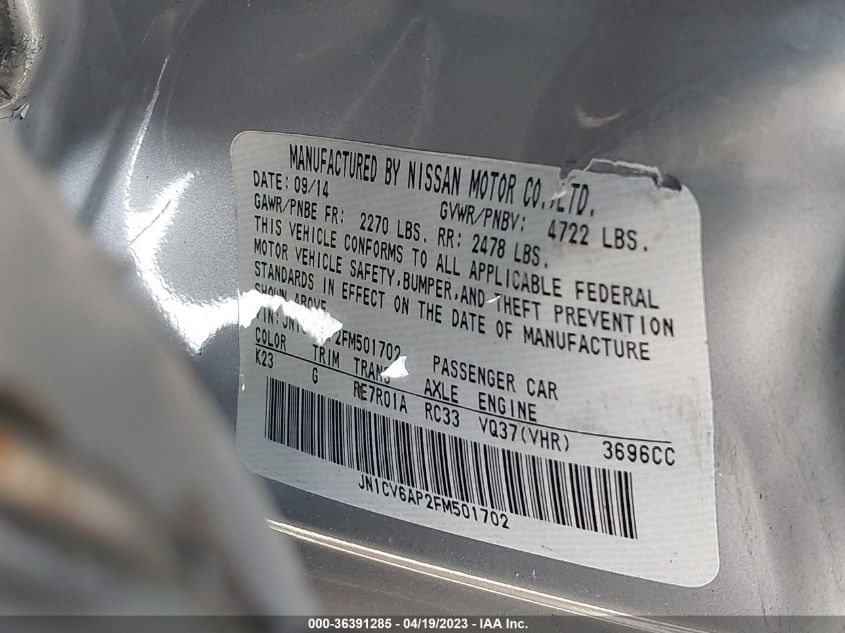 MANUFACTURED BY NISSAN MOTOR CO.,LTD.
DATE: 09/14 GVWR/PNBV: 4722 LBS.
GAWR/PNBE FR: 2270 LBS. RR: 2478 LBS.
THIS VEHICLE CONFORMS TO ALL APPLICABLE FEDERAL
MOTOR VEHICLE SAFETY, BUMPER, AND THEFT PREVENTION
STANDARDS IN EFFECT ON THE DATE OF MANUFACTURE
SHOWN ABOVE
VIN: JN1CV6AP2FM501702 PASSENGER CAR
COLOR TRIM TRANS AXLE ENGINE
K23 G RE7R01A RC33 VQ37(VHR) 3696CC
JN1CV6AP2FM501702
000-36391285 - 04/19/2023 - IAA Inc.